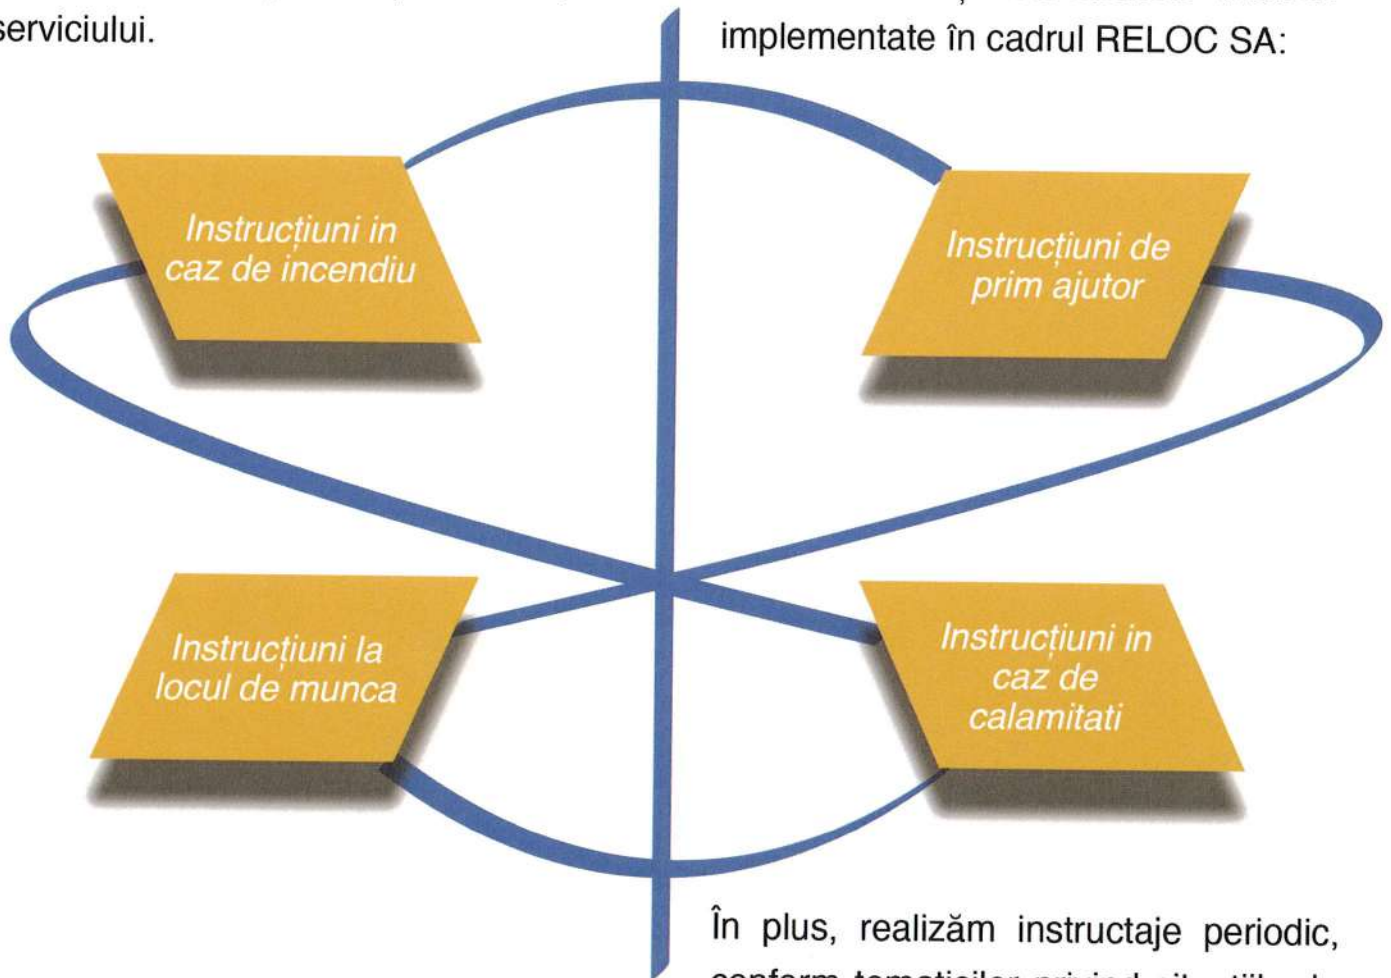 serviciului.
implementate în cadrul RELOC SA:
Instrucțiuni in
caz de incendiu
Instrucțiuni de
prim ajutor
Instrucțiuni la
locul de munca
Instrucțiuni in
caz de
calamitati
În plus, realizăm instructaje periodic,